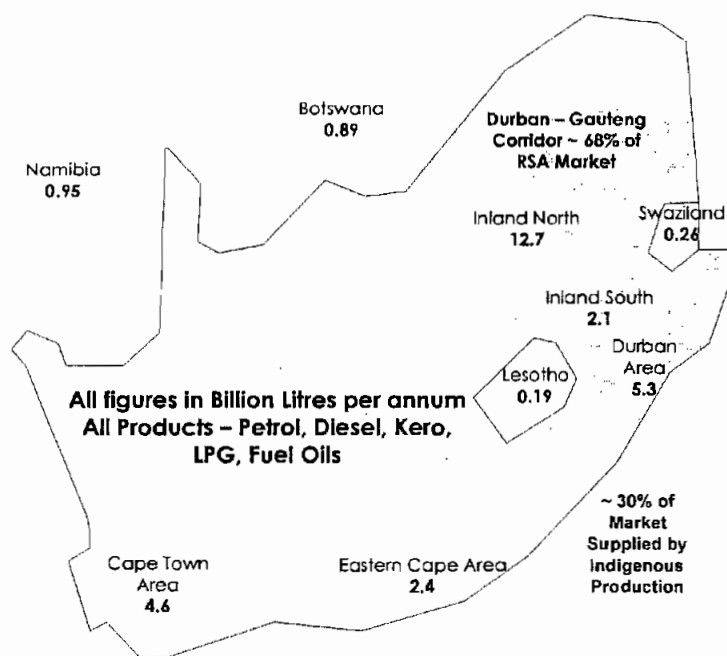 Botswana
0.89
Durban – Gauteng
Corridor ~ 68% of
RSA Market
Namibia
0.95
Inland North
12.7
Swaziland
0.26
Inland South
2.1
Durban
Area
5.3
Lesotho
0.19
All figures in Billion Litres per annum
All Products – Petrol, Diesel, Kero,
LPG, Fuel Oils
~ 30% of
Market
Supplied by
Indigenous
Production
Cape Town
Area
4.6
Eastern Cape Area
2.4